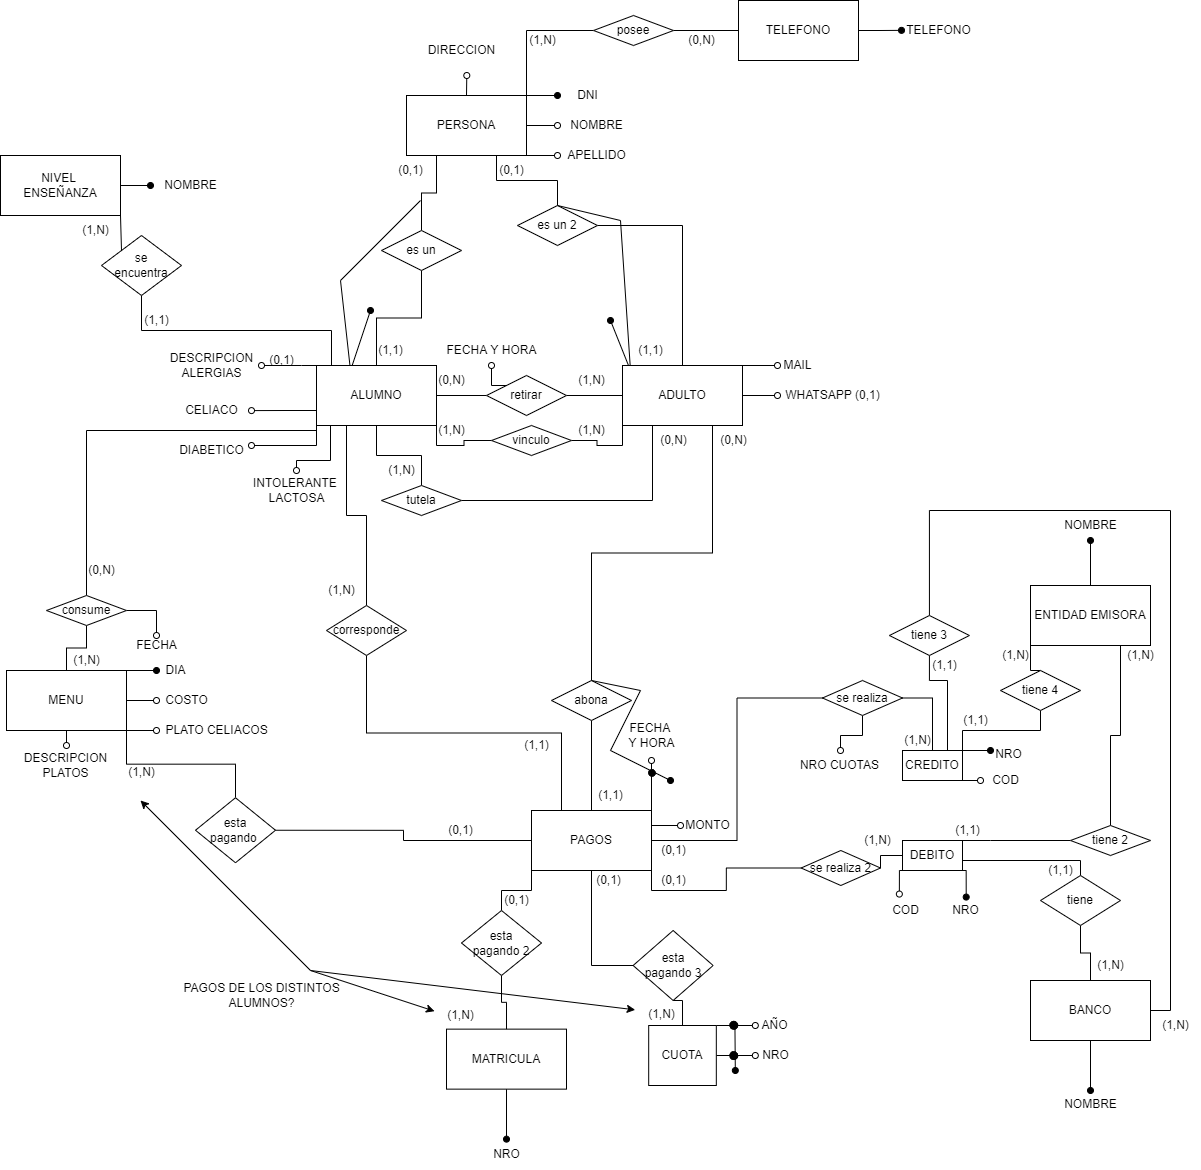 posee
(1,N)
(0,N)
TELEFONO
TELEFONO
DIRECCION
PERSONA
DNI
NOMBRE
APELLIDO
(0,1)
(0,1)
NIVEL
ENSEÑANZA
NOMBRE
(1,N)
se
encuentra
(1,1)
es un
es un 2
(1,1)
(1,1)
DESCRIPCION
ALERGIAS
(0,1)
CELIACO
DIABETICO
INTOLERANTE
LACTOSA
ALUMNO
FECHA Y HORA
(0,N)
retirar
(1,N)
ADULTO
MAIL
WHATSAPP (0,1)
(1,N)
vinculo
(1,N)
(0,N)
(0,N)
(1,N)
tutela
(0,N)
consume
FECHA
(1,N)
MENU
DIA
COSTO
PLATO CELIACOS
DESCRIPCION
PLATOS
(1,N)
(1,N)
corresponde
(1,1)
abona
FECHA
Y HORA
(1,1)
esta
pagando
(0,1)
PAGOS
MONTO
(0,1)
(0,1)
(0,1)
(0,1)
se realiza
NRO CUOTAS
(1,N)
CREDITO
NRO
COD
tiene 3
(1,1)
NOMBRE
ENTIDAD EMISORA
(1,N)
(1,N)
tiene 4
(1,1)
se realiza 2
(1,N)
DEBITO
COD
NRO
(1,1)
tiene 2
(1,1)
tiene
(1,N)
BANCO
(1,N)
NOMBRE
esta
pagando 2
esta
pagando 3
PAGOS DE LOS DISTINTOS
ALUMNOS?
(1,N)
MATRICULA
NRO
(1,N)
CUOTA
AÑO
NRO